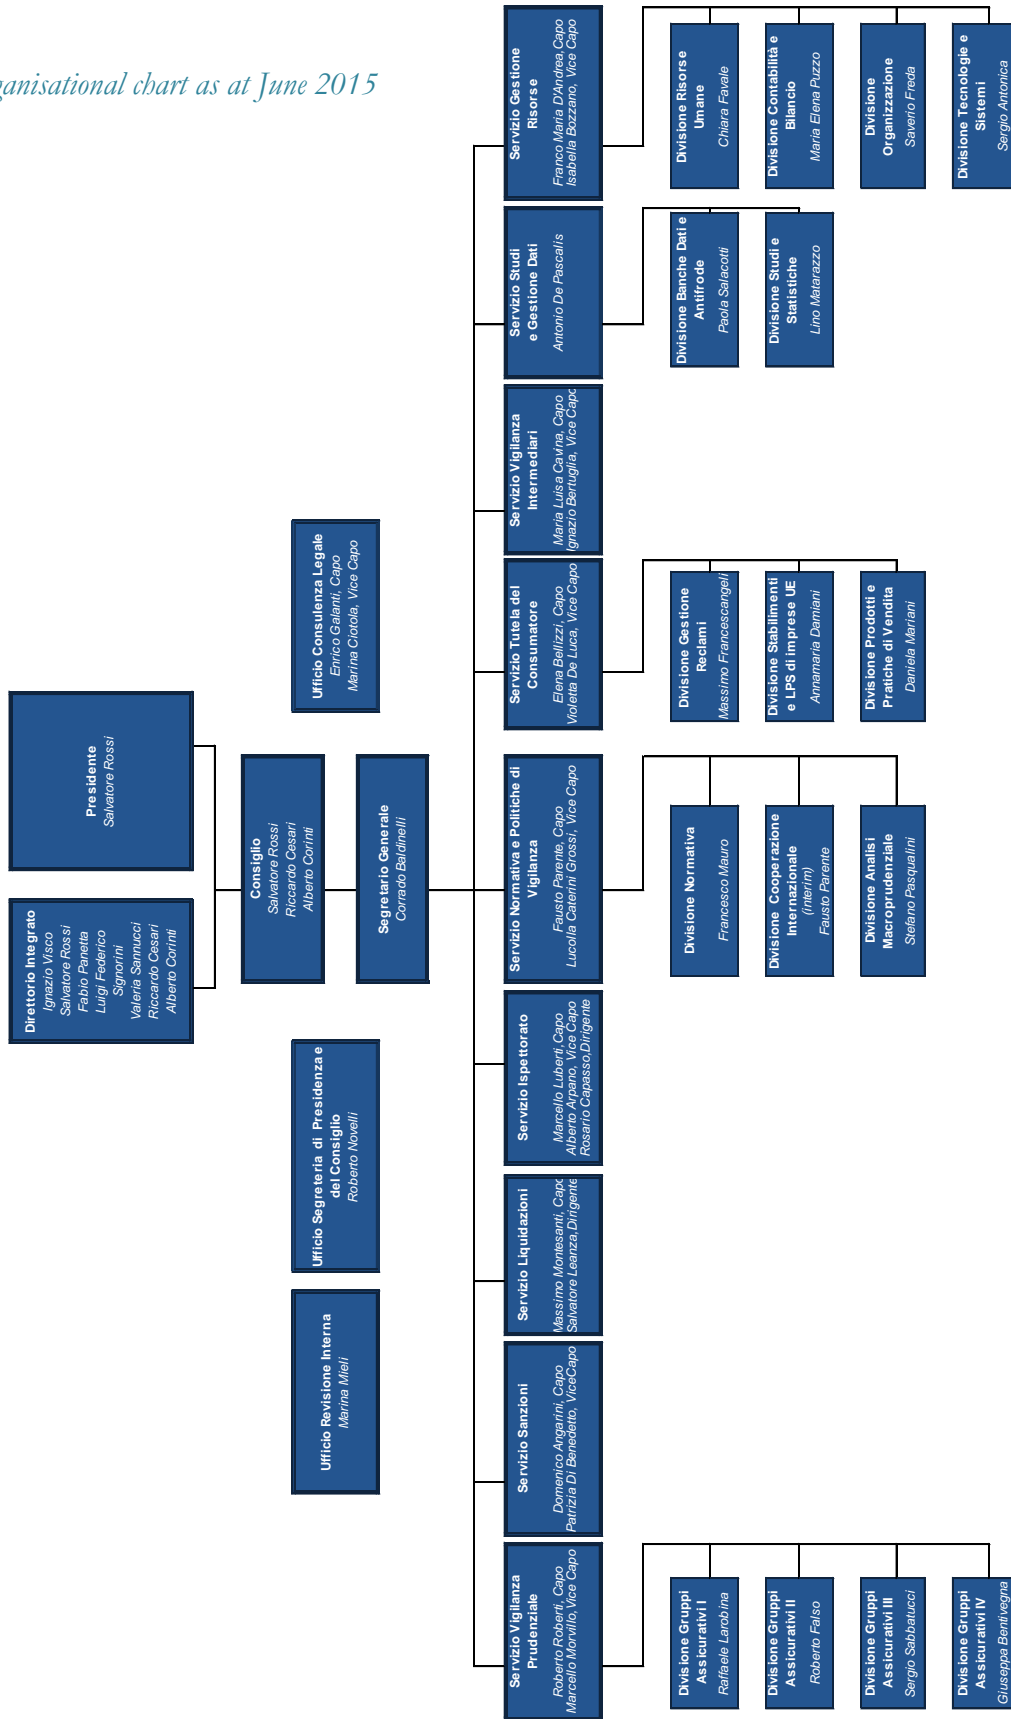 ganisational chart as at June 2015
Direttorio Integrato
Ignazio Visco
Salvatore Rossi
Fabio Panetta
Luigi Federico
Signorini
Valeria Sannucci
Riccardo Cesari
Alberto Corinti
Presidente
Salvatore Rossi
Consiglio
Salvatore Rossi
Riccardo Cesari
Alberto Corinti
Ufficio Revisione Interna
Marina Mieli
Ufficio Segreteria di Presidenza e
del Consiglio
Roberto Novelli
Ufficio Consulenza Legale
Enrico Galanti, Capo
Marina Ciotola, Vice Capo
Segretario Generale
Corrado Baldinelli
Servizio Vigilanza
Prudenziale
Roberto Roberti, Capo
Marcello Morvillo, Vice Capo
Servizio Sanzioni
Domenico Angarini, Capo
Patrizia Di Benedetto, ViceCapo
Servizio Liquidazioni
Massimo Montesanti, Capo
Salvatore Leanza,Dirigente
Servizio Ispettorato
Marcello Luberti,Capo
Alberto Arpano, Vice Capo
Rosario Capasso,Dirigente
Servizio Normativa e Politiche di
Vigilanza
Fausto Parente, Capo
Lucolla Caterini Grossi, Vice Capo
Servizio Tutela del
Consumatore
Elena Bellizzi, Capo
Violetta De Luca, Vice Capo
Servizio Vigilanza
Intermediari
Maria Luisa Cavina, Capo
Ignazio Bertuglia, Vice Capo
Servizio Studi
e Gestione Dati
Antonio De Pascalis
Servizio Gestione
Risorse
Franco Maria D'Andrea,Capo
Isabella Bozzano, Vice Capo
Divisione Gruppi
Assicurativi I
Raffaele Larobina
Divisione Gruppi
Assicurativi II
Roberto Falso
Divisione Gruppi
Assicurativi III
Sergio Sabbatucci
Divisione Gruppi
Assicurativi IV
Giuseppa Bentivegna
Divisione Normativa
Francesco Mauro
Divisione Cooperazione
Internazionale
(interim)
Fausto Parente
Divisione Analisi
Macroprudenziale
Stefano Pasqualini
Divisione Gestione
Reclami
Massimo Francescangeli
Divisione Stabilimenti
e LPS di imprese UE
Annamaria Damiani
Divisione Prodotti e
Pratiche di Vendita
Daniela Mariani
Divisione Banche Dati e
Antifrode
Paola Salacotti
Divisione Studi e
Statistiche
Lino Matarazzo
Divisione Risorse
Umane
Chiara Favale
Divisione Contabilità e
Bilancio
Maria Elena Puzzo
Divisione
Organizzazione
Saverio Freda
Divisione Tecnologie e
Sistemi
Sergio Antonica